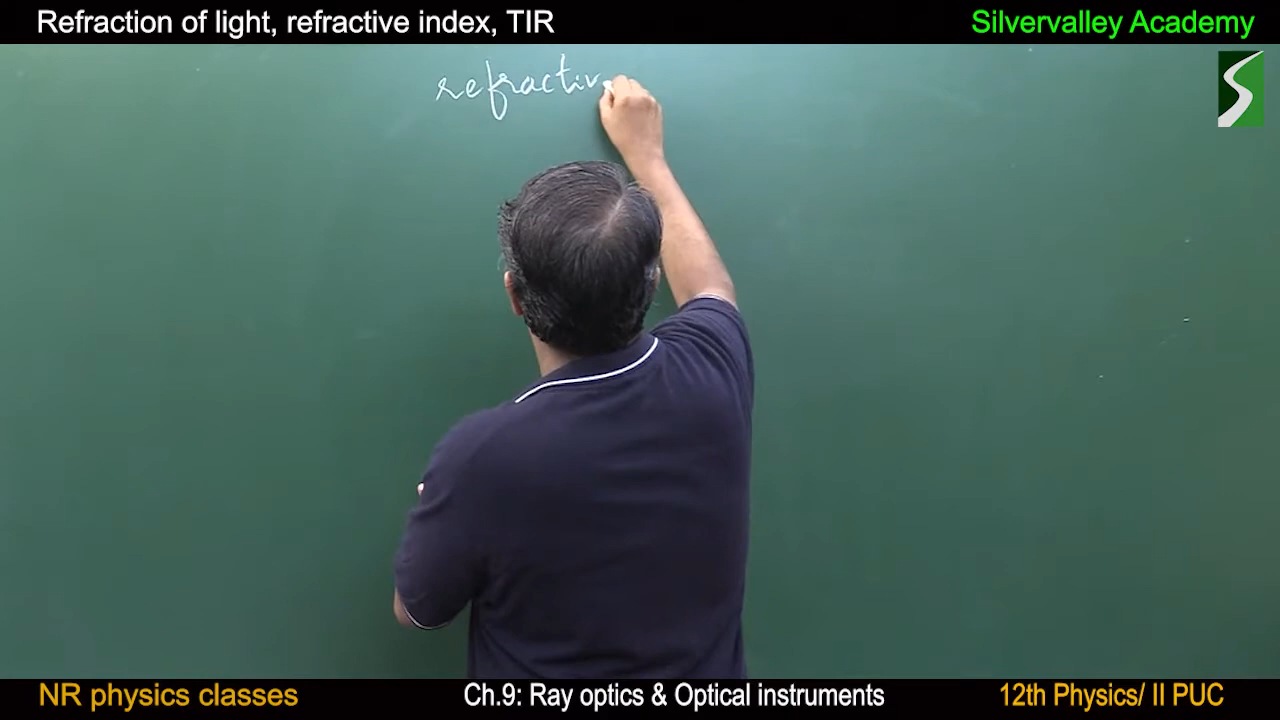 Refraction of light, refractive index, TIR
Silvervalley Academy
refractiv
NR physics classes
Ch.9: Ray optics & Optical instruments
12th Physics/ II PUC